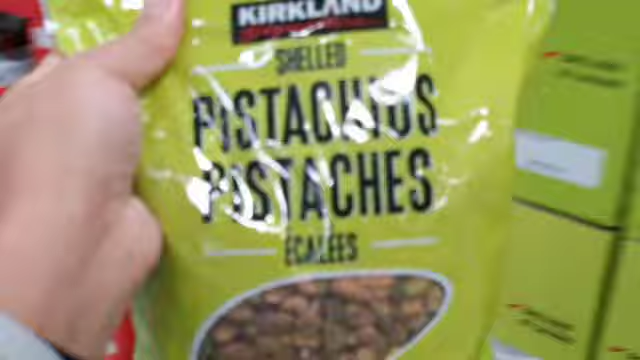 KIRKLAND
SHELLED
PISTACHIOS
PISTACHES
ÉCALÉES